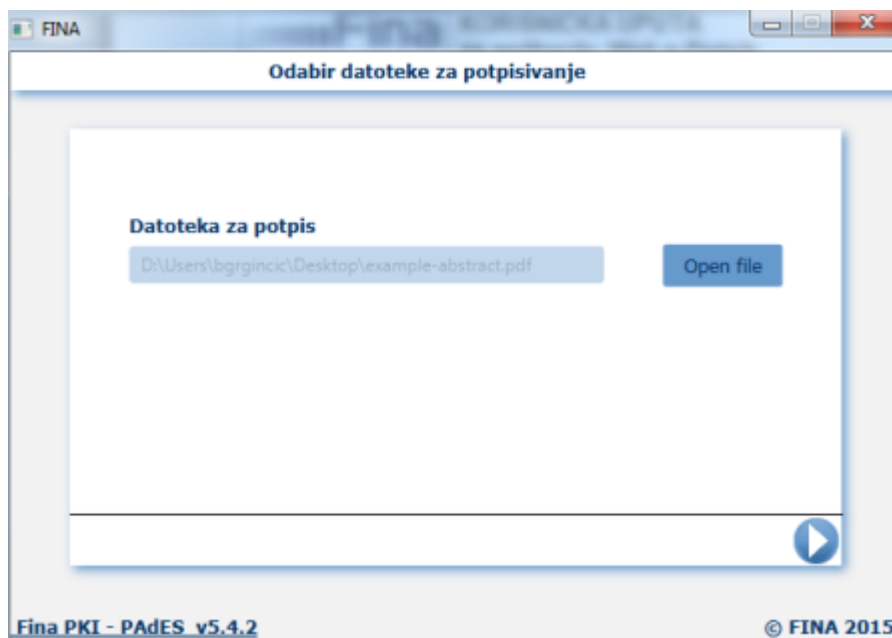 FINA
Odabir datoteke za potpisivanje
Datoteka za potpis
D:\Users\bgrgincic\Desktop\example-abstract.pdf
Open file
Fina PKI - PAdES v5.4.2
© FINA 2015